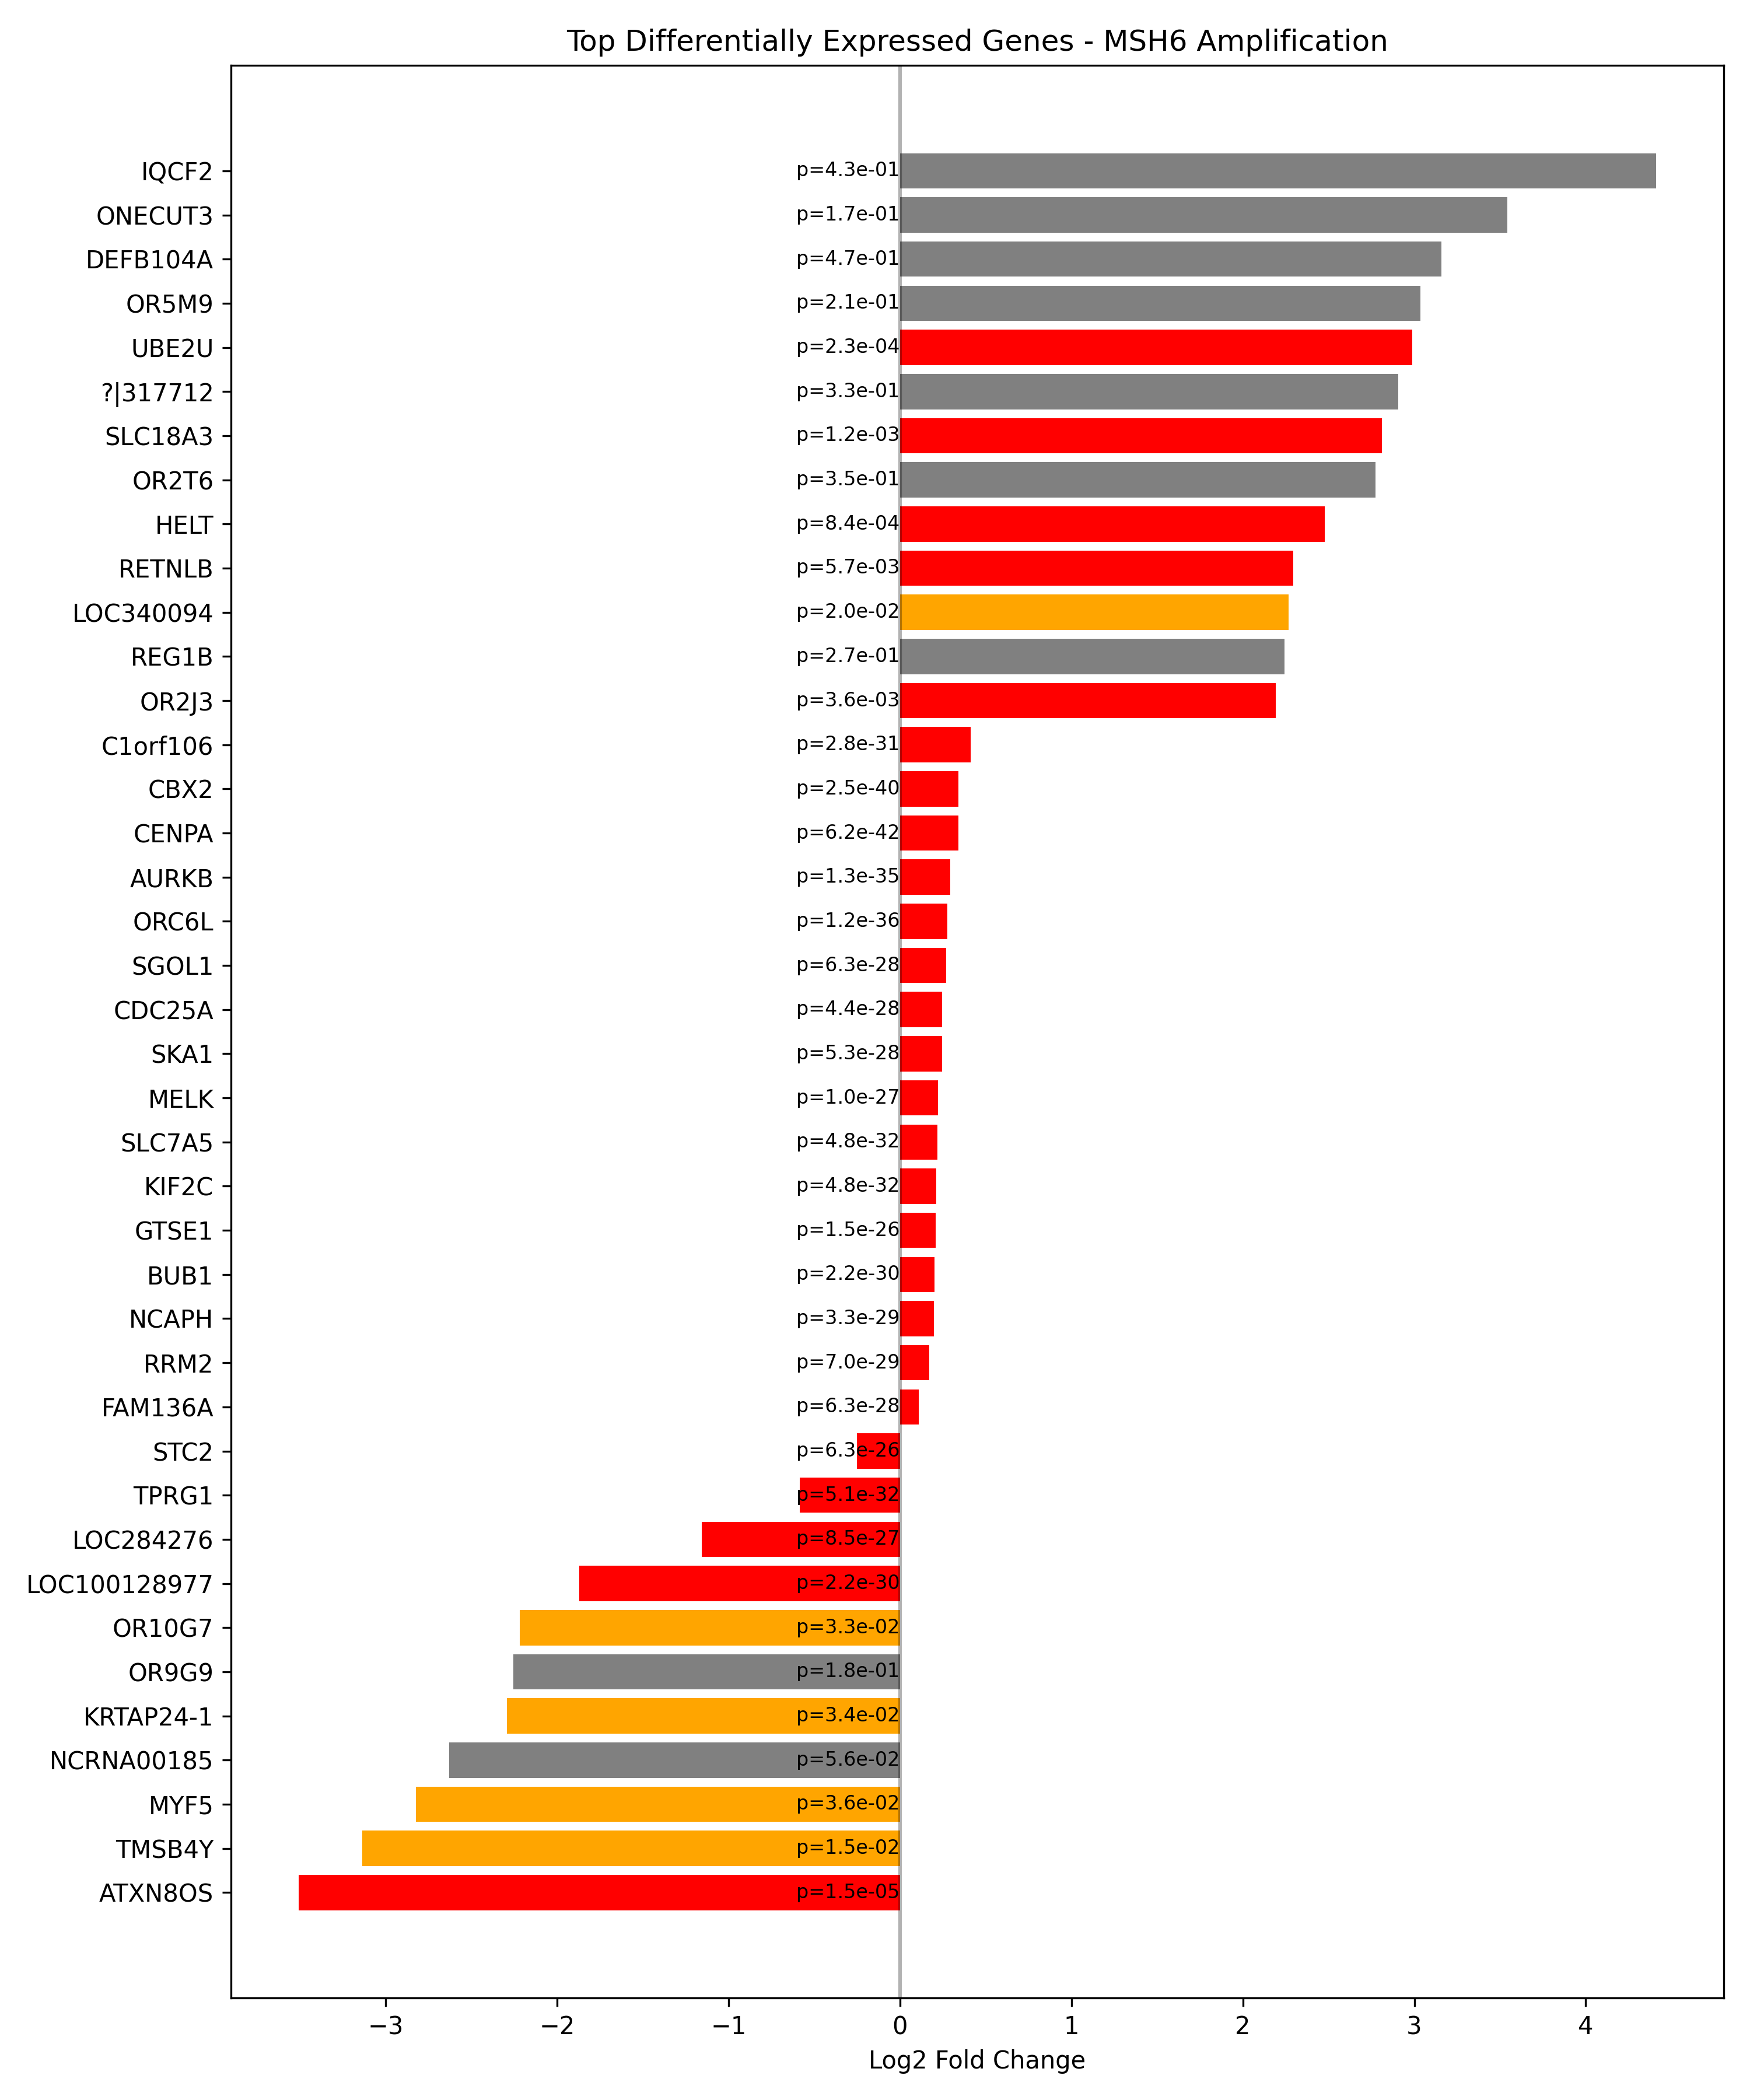 Top Differentially Expressed Genes - MSH6 Amplification
IQCF2 p=4.3e-01
ONECUT3 p=1.7e-01
DEFB104A p=4.7e-01
OR5M9 p=2.1e-01
UBE2U p=2.3e-04
?|317712 p=3.3e-01
SLC18A3 p=1.2e-03
OR2T6 p=3.5e-01
HELT p=8.4e-04
RETNLB p=5.7e-03
LOC340094 p=2.0e-02
REG1B p=2.7e-01
OR2J3 p=3.6e-03
C1orf106 p=2.8e-31
CBX2 p=2.5e-40
CENPA p=6.2e-42
AURKB p=1.3e-35
ORC6L p=1.2e-36
SGOL1 p=6.3e-28
CDC25A p=4.4e-28
SKA1 p=5.3e-28
MELK p=1.0e-27
SLC7A5 p=4.8e-32
KIF2C p=4.8e-32
GTSE1 p=1.5e-26
BUB1 p=2.2e-30
NCAPH p=3.3e-29
RRM2 p=7.0e-29
FAM136A p=6.3e-28
STC2 p=6.3e-26
TPRG1 p=5.1e-32
LOC284276 p=8.5e-27
LOC100128977 p=2.2e-30
OR10G7 p=3.3e-02
OR9G9 p=1.8e-01
KRTAP24-1 p=3.4e-02
NCRNA00185 p=5.6e-02
MYF5 p=3.6e-02
TMSB4Y p=1.5e-02
ATXN8OS p=1.5e-05
−3 −2 −1 0 1 2 3 4
Log2 Fold Change